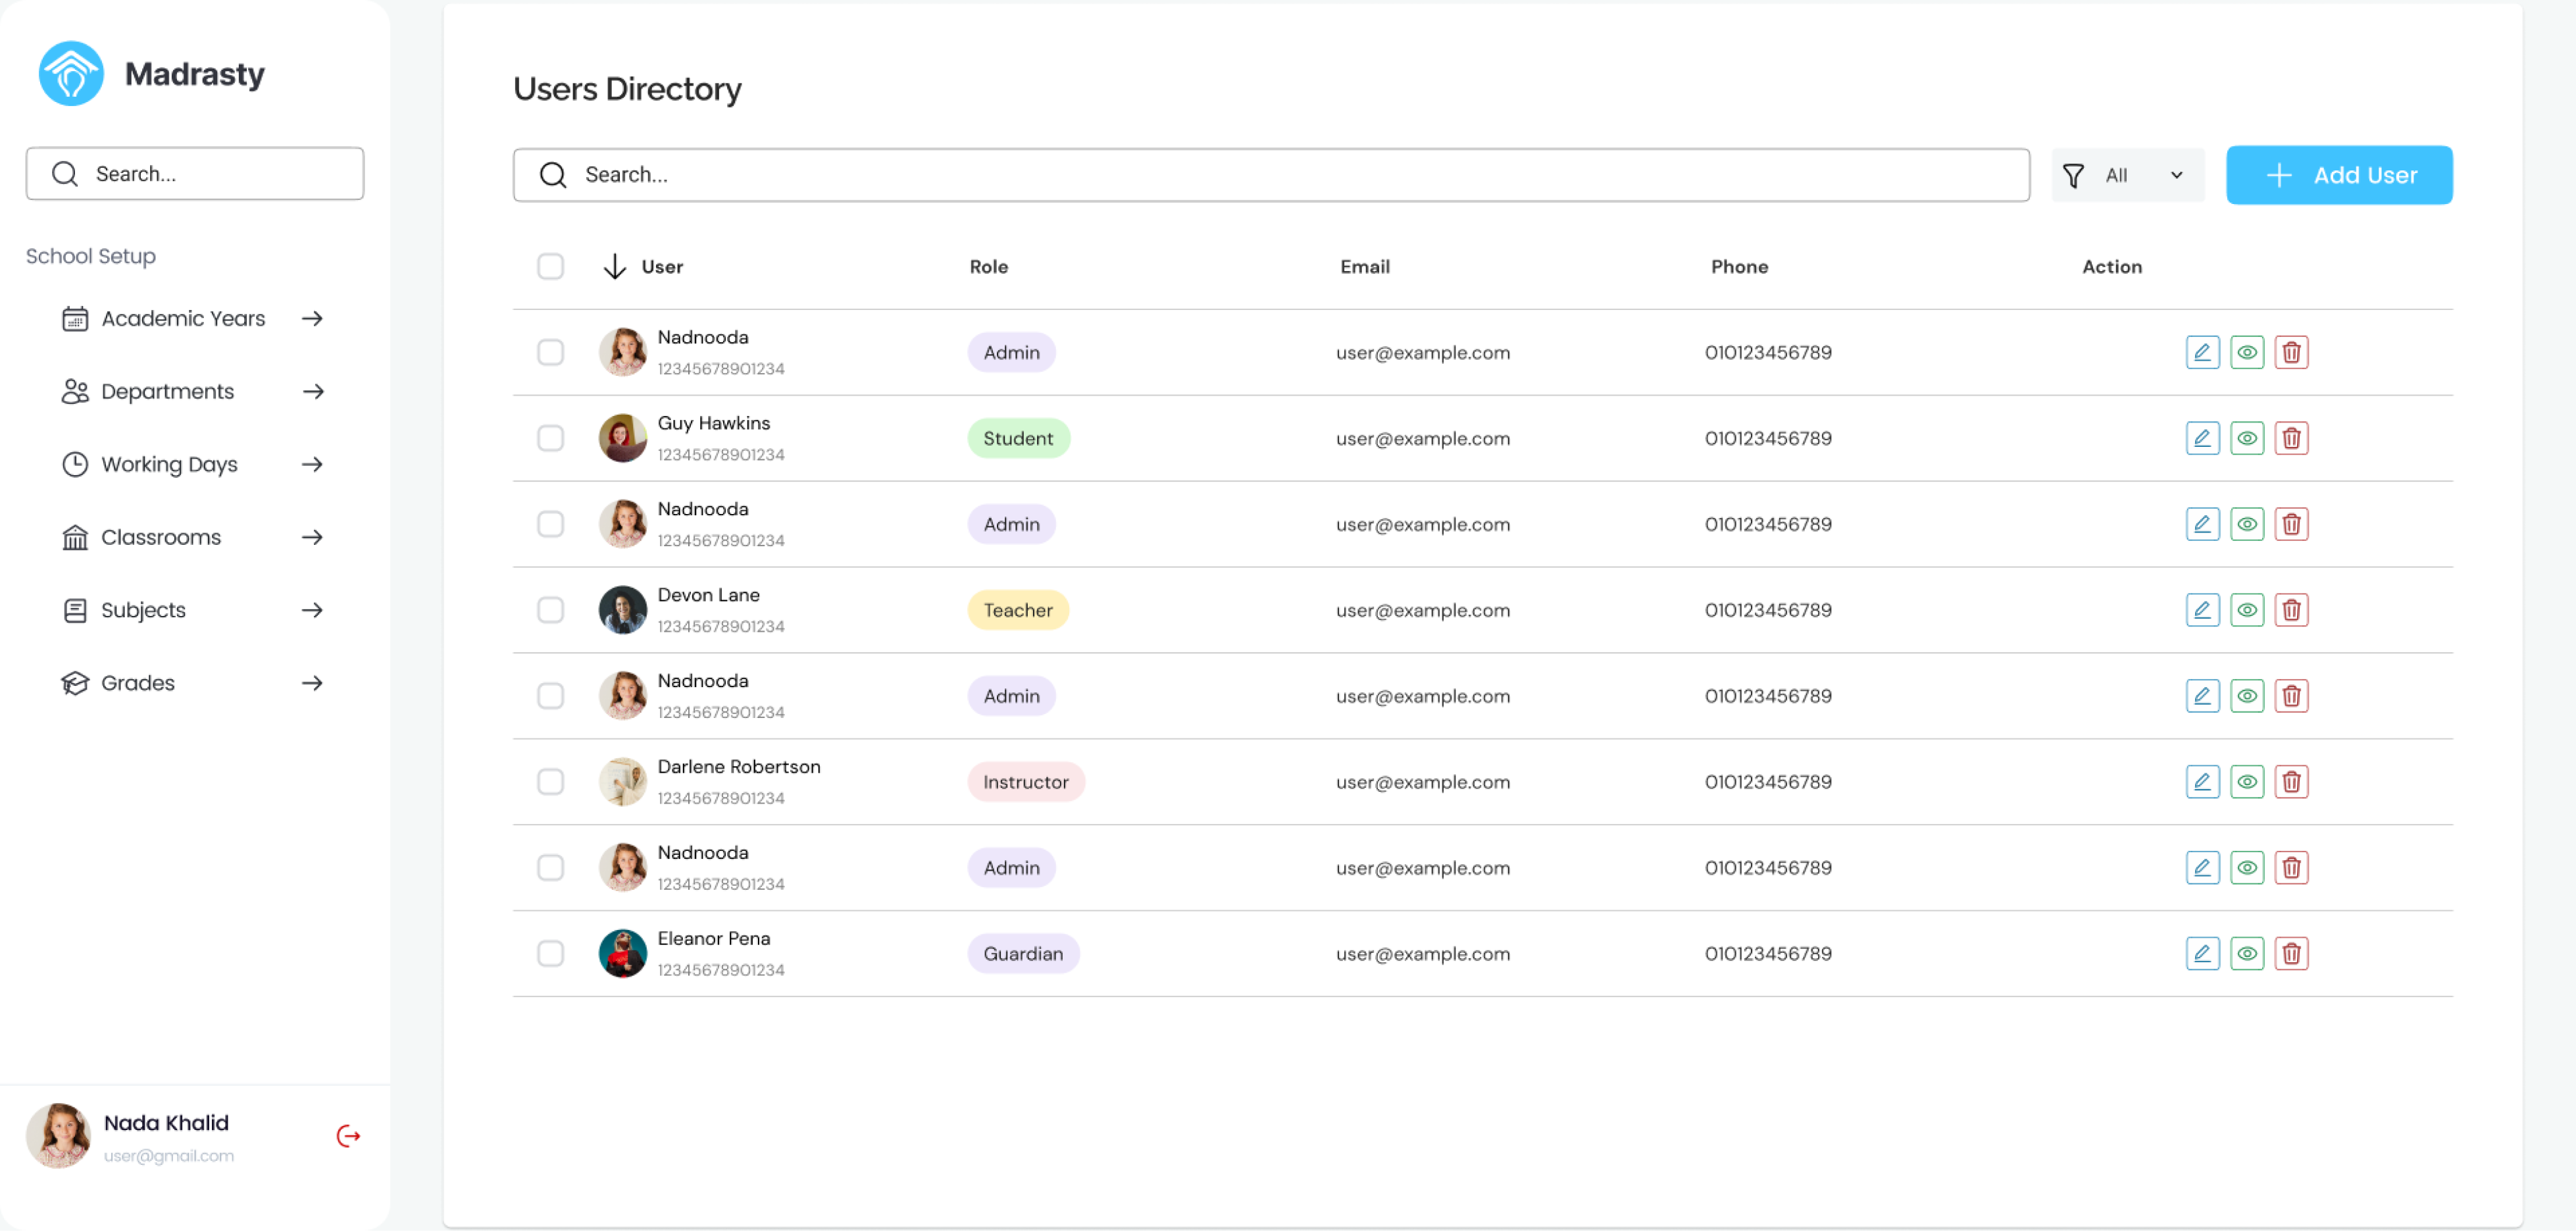 Madrasty
Search...
School Setup
Academic Years
Departments
Working Days
Classrooms
Subjects
Grades
Nada Khalid
user@gmail.com
Users Directory
Search...
All
Add User
User Role Email Phone Action
Nadnooda
12345678901234
Admin user@example.com 010123456789
Guy Hawkins
12345678901234
Student user@example.com 010123456789
Nadnooda
12345678901234
Admin user@example.com 010123456789
Devon Lane
12345678901234
Teacher user@example.com 010123456789
Nadnooda
12345678901234
Admin user@example.com 010123456789
Darlene Robertson
12345678901234
Instructor user@example.com 010123456789
Nadnooda
12345678901234
Admin user@example.com 010123456789
Eleanor Pena
12345678901234
Guardian user@example.com 010123456789